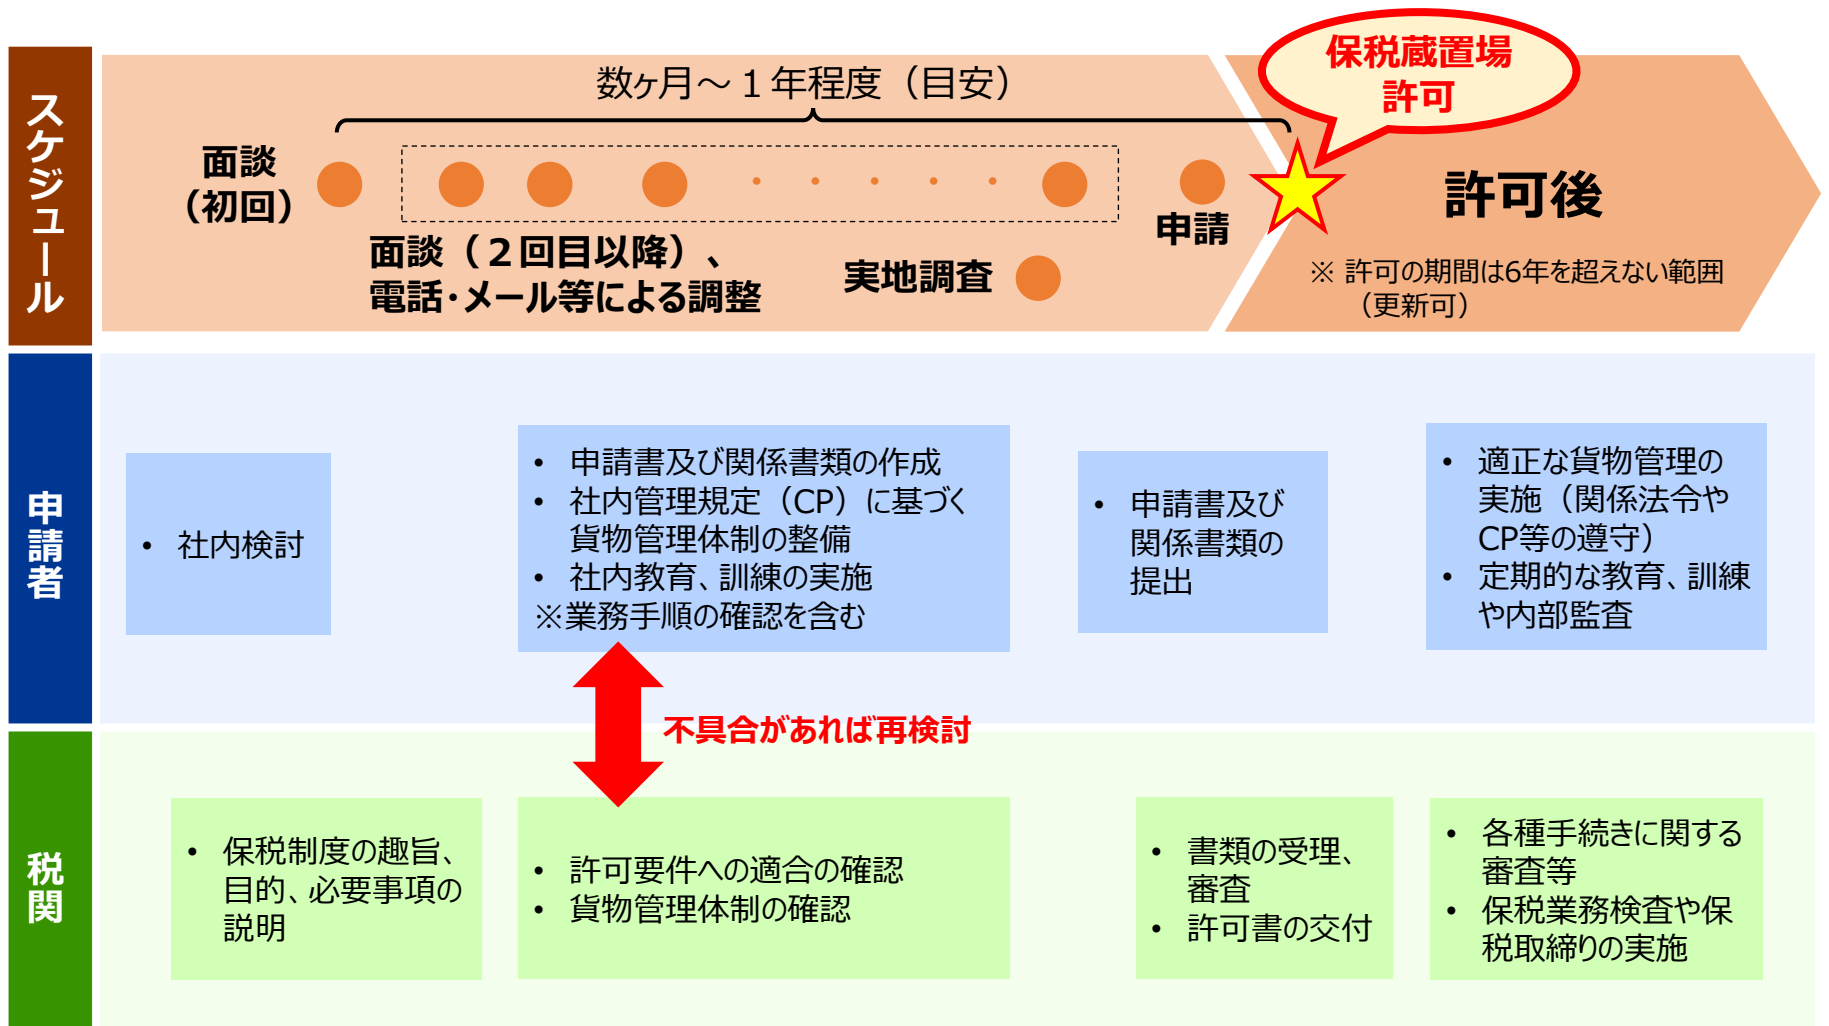 スケジュール
数ヶ月～１年程度（目安）
保税蔵置場
許可
面談
（初回）
面談（２回目以降）、
電話・メール等による調整
実地調査
申請
許可後
※ 許可の期間は6年を超えない範囲
（更新可）
申請者
• 社内検討
• 申請書及び関係書類の作成
• 社内管理規定（CP）に基づく
貨物管理体制の整備
• 社内教育、訓練の実施
※業務手順の確認を含む
• 申請書及び
関係書類の
提出
• 適正な貨物管理の
実施（関係法令や
CP等の遵守）
• 定期的な教育、訓練
や内部監査
不具合があれば再検討
税関
• 保税制度の趣旨、
目的、必要事項の
説明
• 許可要件への適合の確認
• 貨物管理体制の確認
• 書類の受理、
審査
• 許可書の交付
• 各種手続きに関する
審査等
• 保税業務検査や保
税取締りの実施